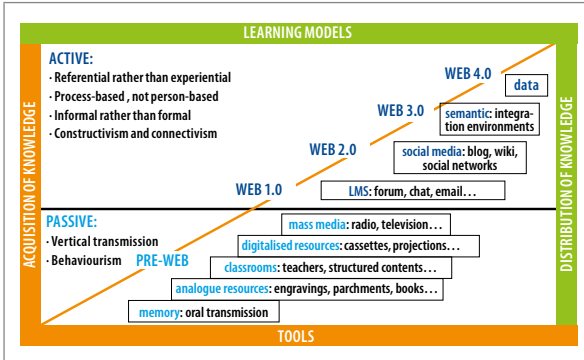 LEARNING MODELS
ACQUISITION OF KNOWLEDGE
ACTIVE:
· Referential rather than experiential
· Process-based , not person-based
· Informal rather than formal
· Constructivism and connectivism
WEB 4.0
data
WEB 3.0
semantic: integra-
tion environments
WEB 2.0
social media: blog, wiki,
social networks
WEB 1.0
LMS: forum, chat, email...
PASSIVE:
· Vertical transmission
· Behaviourism
PRE-WEB
mass media: radio, television...
digitalised resources: cassettes, projections...
classrooms: teachers, structured contents...
analogue resources: engravings, parchments, books...
memory: oral transmission
DISTRIBUTION OF KNOWLEDGE
TOOLS